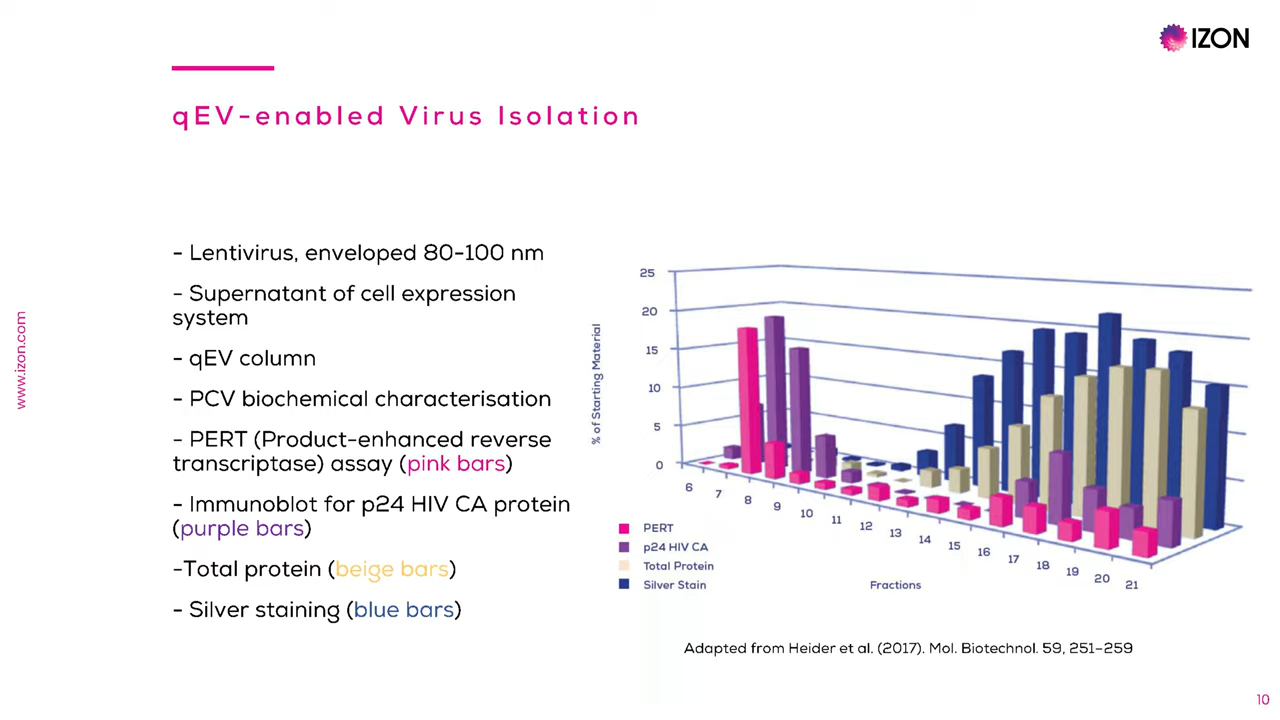 IZON
qEV-enabled Virus Isolation
www.izon.com
- Lentivirus, enveloped 80-100 nm
- Supernatant of cell expression
system
- qEV column
- PCV biochemical characterisation
- PERT (Product-enhanced reverse
transcriptase) assay (pink bars)
- Immunoblot for p24 HIV CA protein
(purple bars)
-Total protein (beige bars)
- Silver staining (blue bars)
% of Starting Material
25
20
15
10
5
0
6
7
8
9
10
11
12
13
14
15
16
17
18
19
20
21
Fractions
PERT
p24 HIV CA
Total Protein
Silver Stain
Adapted from Heider et al. (2017). Mol. Biotechnol. 59, 251–259
10